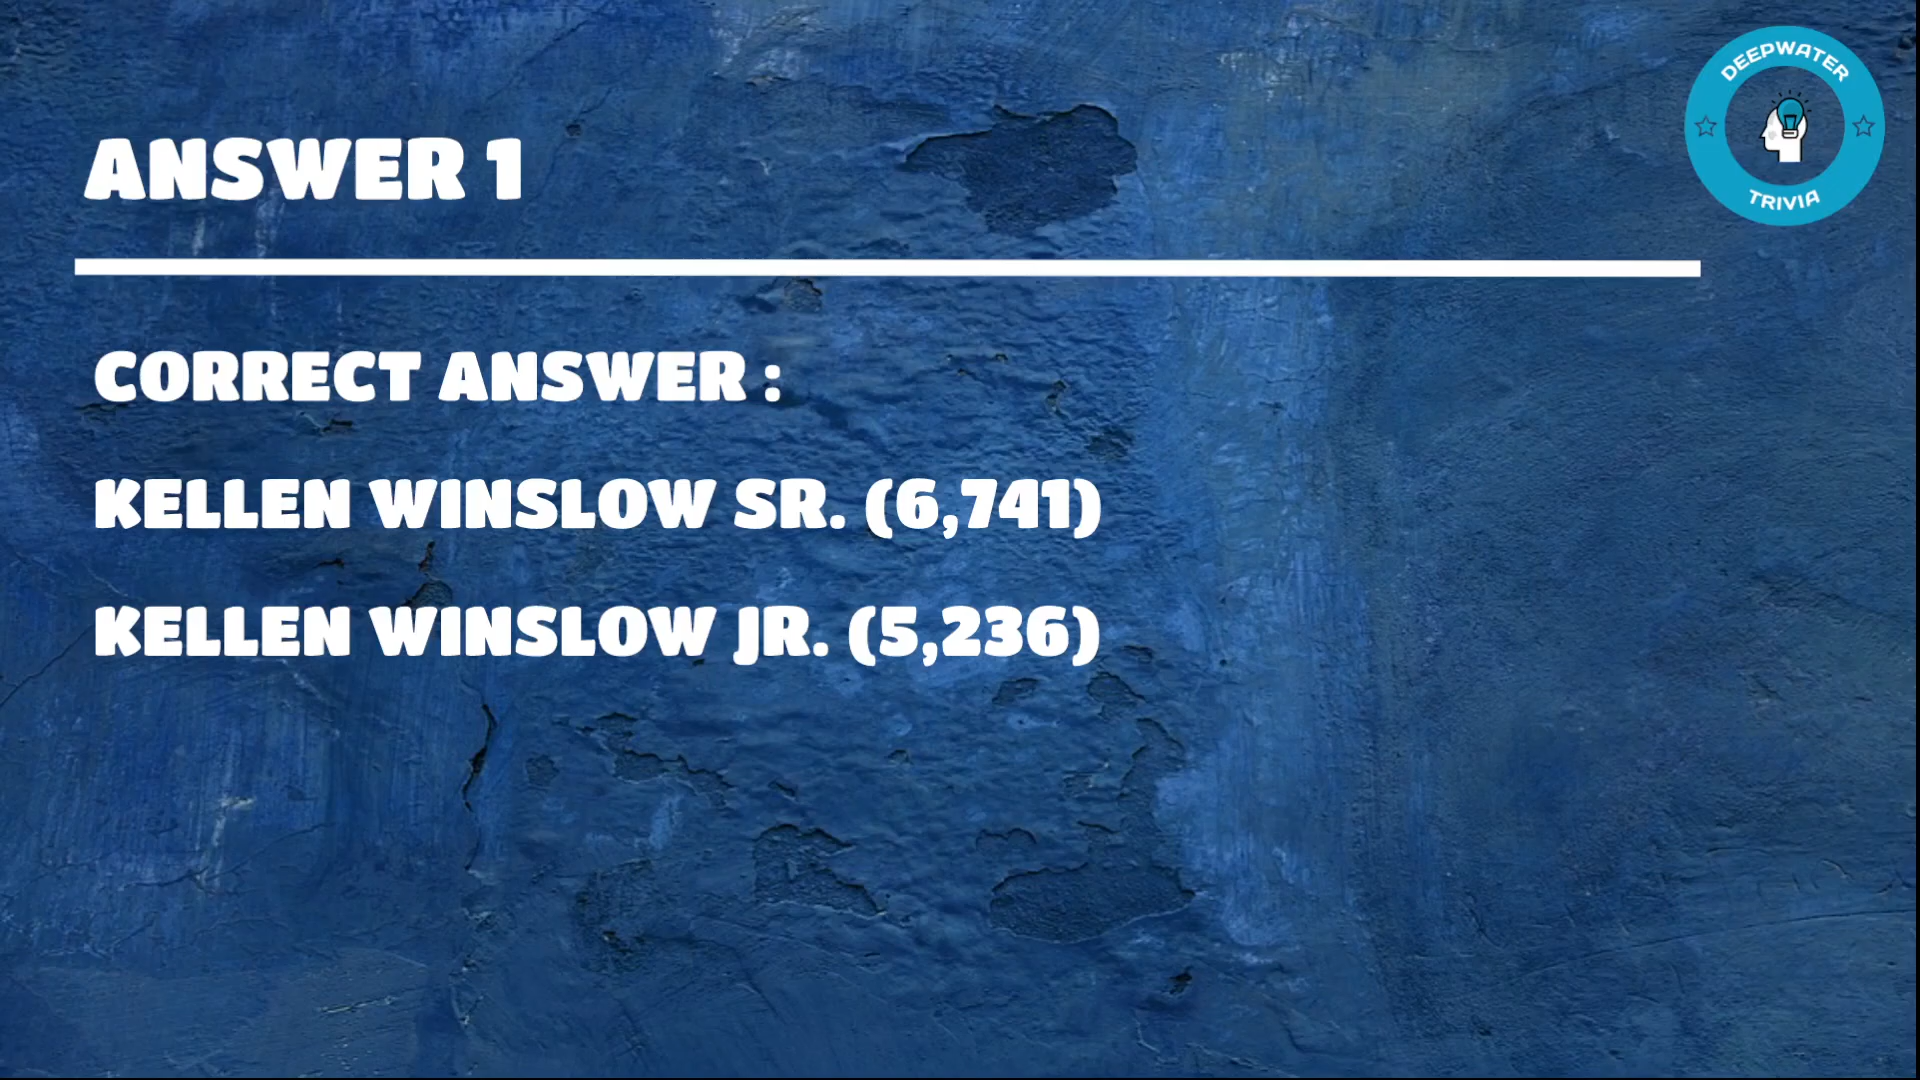 DEEPWATER
TRIVIA
ANSWER 1
CORRECT ANSWER :
KELLEN WINSLOW SR. (6,741)
KELLEN WINSLOW JR. (5,236)